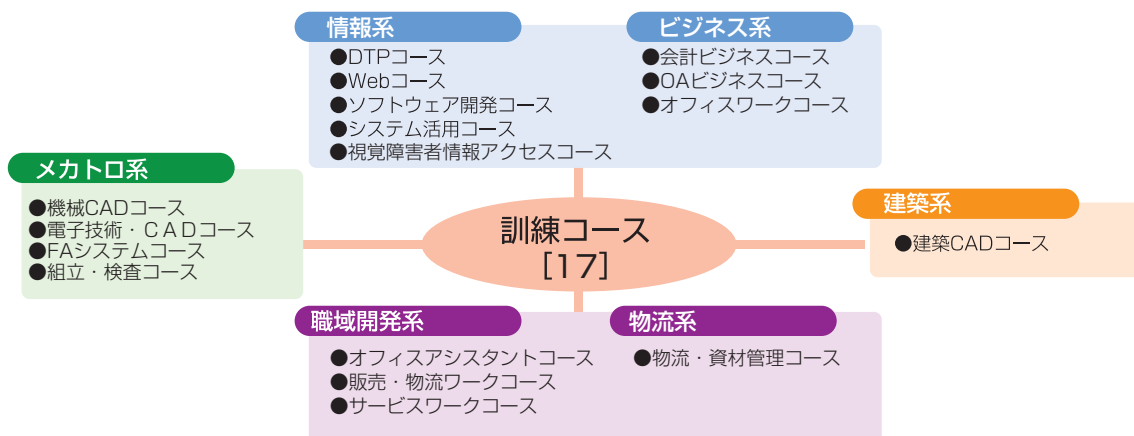 情報系
●DTPコース
●Webコース
●ソフトウェア開発コース
●システム活用コース
●視覚障害者情報アクセスコース
ビジネス系
●会計ビジネスコース
●OAビジネスコース
●オフィスワークコース
メカトロ系
●機械CADコース
●電子技術・ＣＡＤコース
●FAシステムコース
●組立・検査コース
訓練コース
［17］
建築系
●建築CADコース
職域開発系
●オフィスアシスタントコース
●販売・物流ワークコース
●サービスワークコース
物流系
●物流・資材管理コース